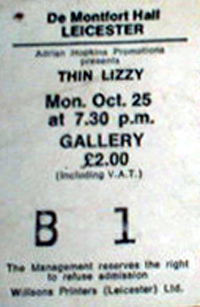 De Montfort Hall
LEICESTER
Adrian Hopkins Promotions
presents
THIN LIZZY
Mon. Oct. 25
at 7.30 p.m.
GALLERY
£2.00
(Including V.A.T.)
B 1
The Management reserves the right
to refuse admission
Willsons Printers (Leicester) Ltd.